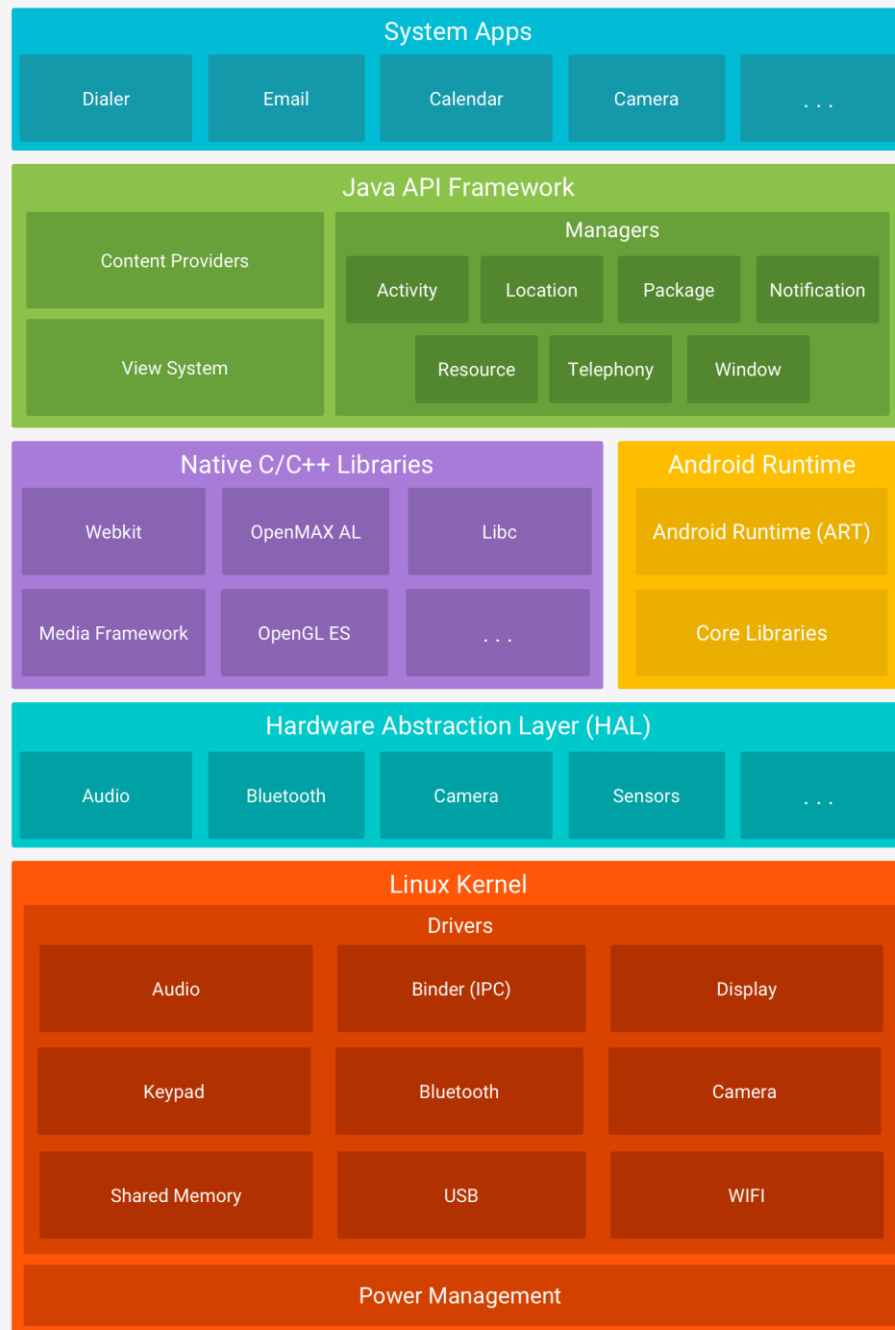 System Apps
Dialer
Email
Calendar
Camera
. . .
Java API Framework
Content Providers
View System
Managers
Activity
Location
Package
Notification
Resource
Telephony
Window
Native C/C++ Libraries
Webkit
OpenMAX AL
Libc
Media Framework
OpenGL ES
. . .
Android Runtime
Android Runtime (ART)
Core Libraries
Hardware Abstraction Layer (HAL)
Audio
Bluetooth
Camera
Sensors
. . .
Linux Kernel
Drivers
Audio
Binder (IPC)
Display
Keypad
Bluetooth
Camera
Shared Memory
USB
WIFI
Power Management